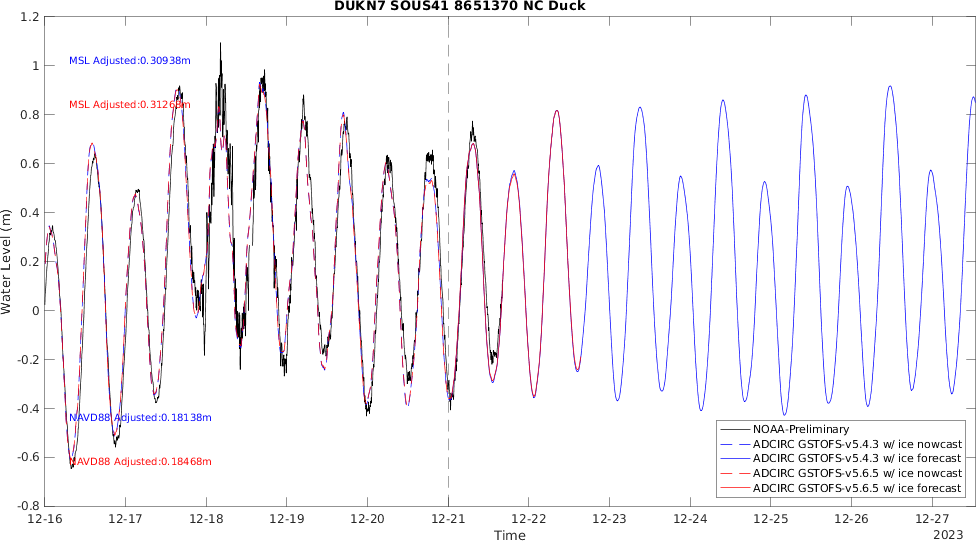 DUKN7 SOUS41 8651370 NC Duck
1.2
1
0.8
0.6
0.4
0.2
0
-0.2
-0.4
-0.6
-0.8
Water Level (m)
MSL Adjusted:0.30938m
MSL Adjusted:0.31268m
NAVD88 Adjusted:0.18138m
NAVD88 Adjusted:0.18468m
NOAA-Preliminary
ADCIRC GSTOFS-v5.4.3 w/ ice nowcast
ADCIRC GSTOFS-v5.4.3 w/ ice forecast
ADCIRC GSTOFS-v5.6.5 w/ ice nowcast
ADCIRC GSTOFS-v5.6.5 w/ ice forecast
12-16 12-17 12-18 12-19 12-20 12-21 12-22 12-23 12-24 12-25 12-26 12-27
Time
2023